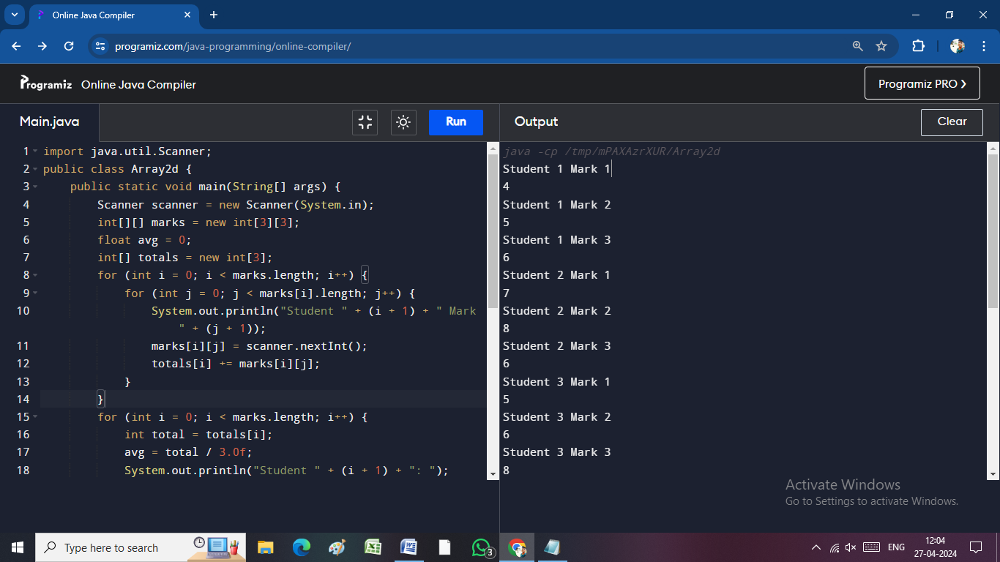 Online Java Compiler
programiz.com/java-programming/online-compiler/
Programiz Online Java Compiler
Programiz PRO ❯
Main.java
Run
Output
Clear
1 import java.util.Scanner;
2 public class Array2d {
3 public static void main(String[] args) {
4 Scanner scanner = new Scanner(System.in);
5 int[][] marks = new int[3][3];
6 float avg = 0;
7 int[] totals = new int[3];
8 for (int i = 0; i < marks.length; i++) {
9 for (int j = 0; j < marks[i].length; j++) {
10 System.out.println("Student " + (i + 1) + " Mark
" + (j + 1));
11 marks[i][j] = scanner.nextInt();
12 totals[i] += marks[i][j];
13 }
14 }
15 for (int i = 0; i < marks.length; i++) {
16 int total = totals[i];
17 avg = total / 3.0f;
18 System.out.println("Student " + (i + 1) + ": ");
java -cp /tmp/mPAXAzrXUR/Array2d
Student 1 Mark 1
4
Student 1 Mark 2
5
Student 1 Mark 3
6
Student 2 Mark 1
7
Student 2 Mark 2
8
Student 2 Mark 3
6
Student 3 Mark 1
5
Student 3 Mark 2
6
Student 3 Mark 3
8
Activate Windows
Go to Settings to activate Windows.
Type here to search
3
ENG
12:04
27-04-2024